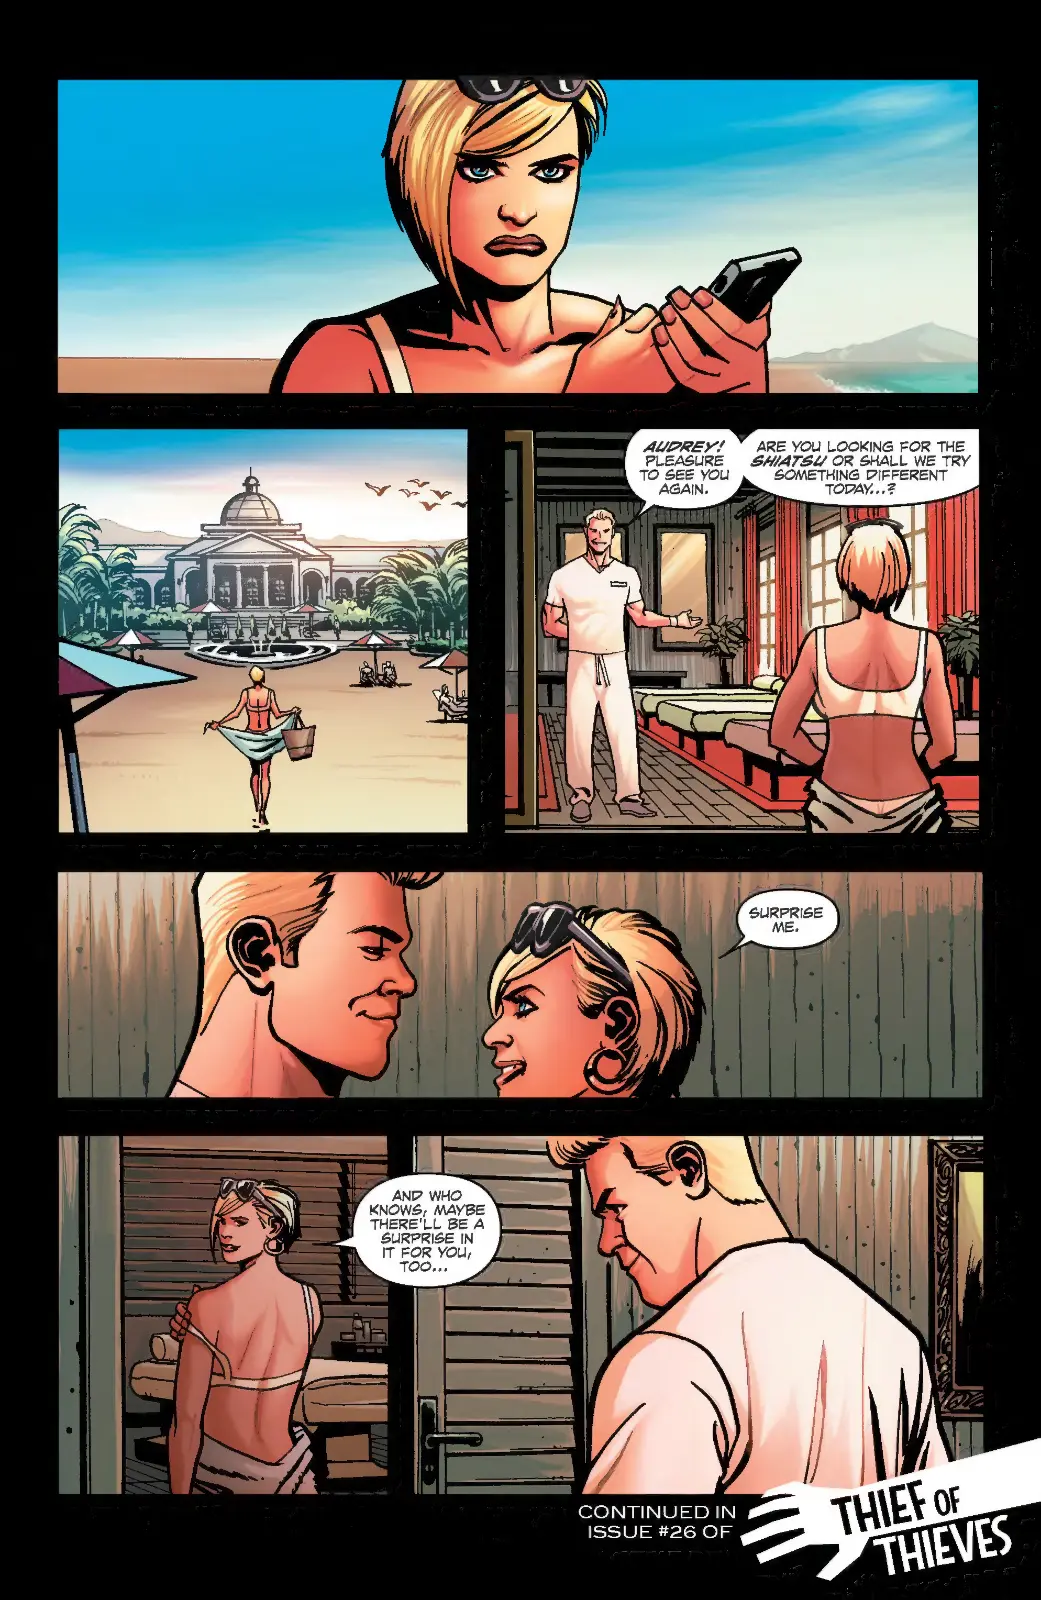 AUDREY!
PLEASURE
TO SEE YOU
AGAIN.
ARE YOU LOOKING FOR THE
SHIATSU OR SHALL WE TRY
SOMETHING DIFFERENT
TODAY...?
SURPRISE
ME.
AND WHO
KNOWS, MAYBE
THERE'LL BE A
SURPRISE IN
IT FOR YOU,
TOO...
CONTINUED IN
ISSUE #26 OF
THIEF OF
THIEVES